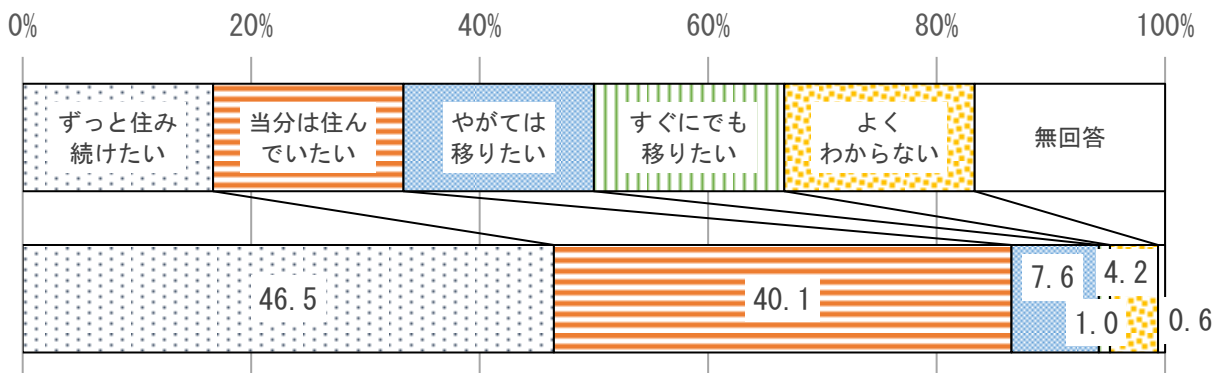 0% 20% 40% 60% 80% 100%
ずっと住み
続けたい
当分は住ん
でいたい
やがては
移りたい
すぐにでも
移りたい
よく
わからない
無回答
46.5
40.1
7.6
1.0
4.2
0.6